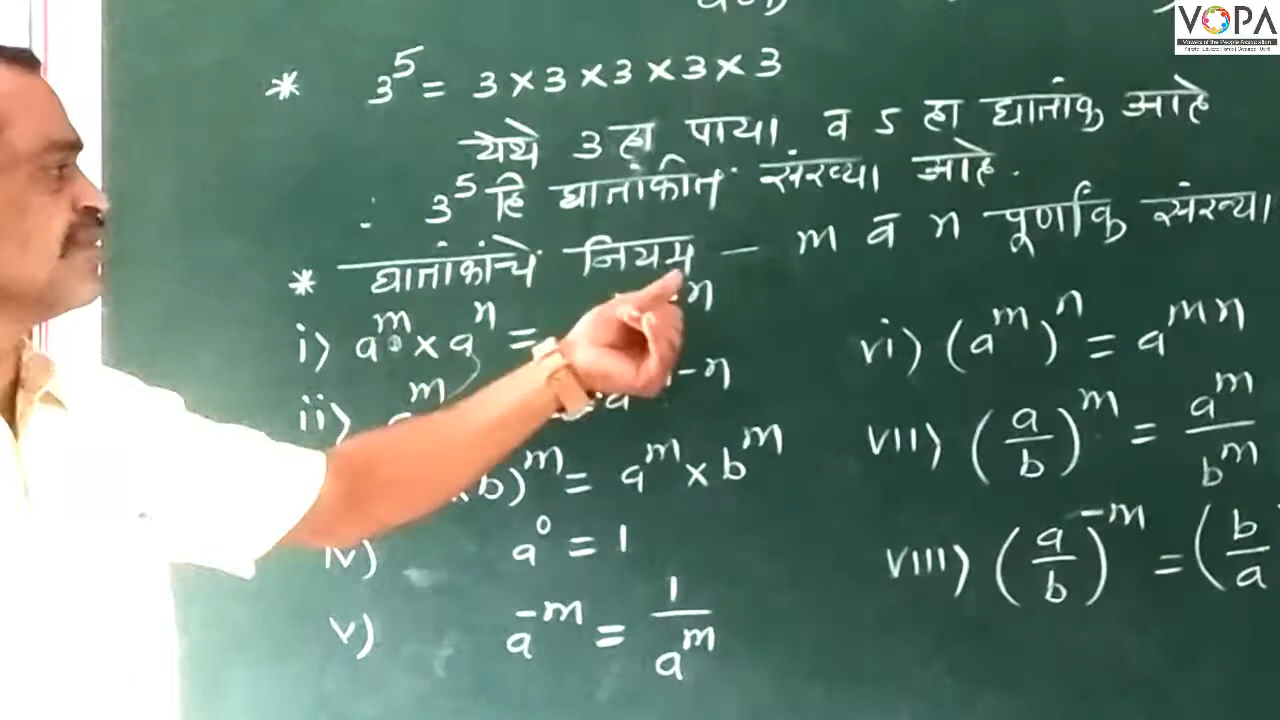 VOPA
* 3⁵ = 3 × 3 × 3 × 3 × 3
येथे 3 हा पाया व 5 हा घातांक आहे
∴ 3⁵ हि घातांकीत संख्या आहे.
* घातांकांचे नियम – m व n पूर्णांक संख्या
i) aᵐ × aⁿ =
ii)
b)ᵐ = aᵐ × bᵐ
iv) a⁰ = 1
v) a⁻ᵐ = 1/aᵐ
vi) (aᵐ)ⁿ = aᵐⁿ
vii) (a/b)ᵐ = aᵐ/bᵐ
viii) (a/b)⁻ᵐ = (b/a